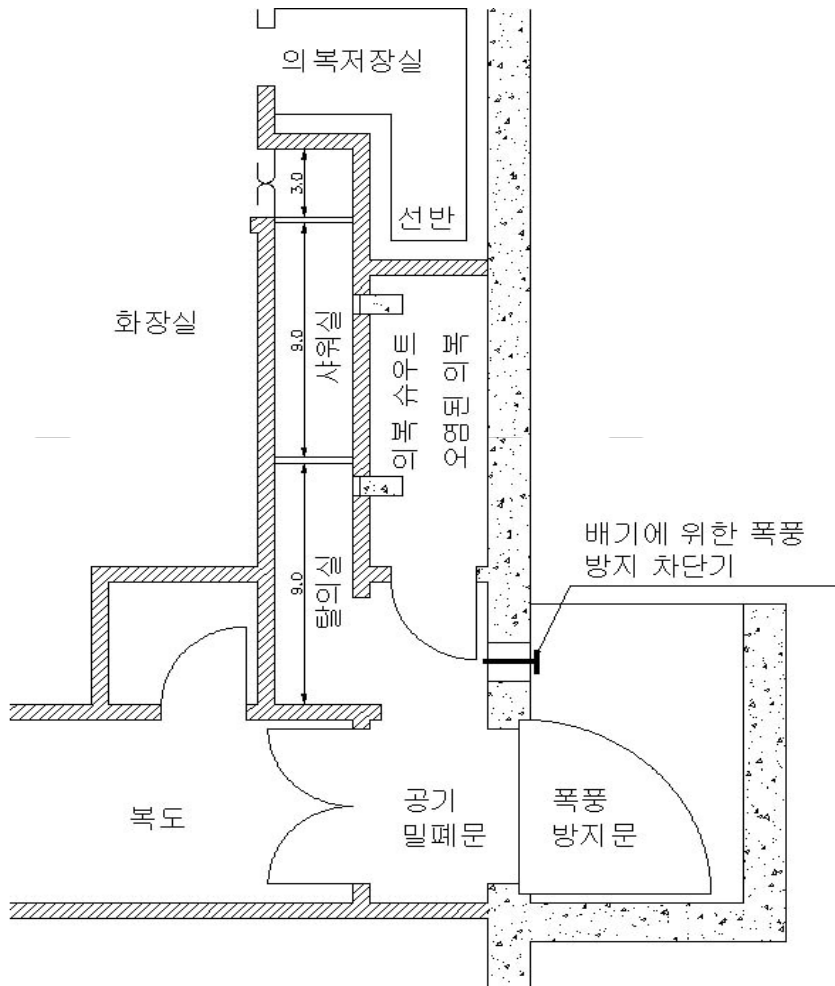 의복저장실
3.0
선반
화장실
9.0
샤워실
의복 슈우트
오염된 의복
배기에 위한 폭풍
방지 차단기
9.0
탈의실
복도
공기
밀폐문
폭풍
방지문